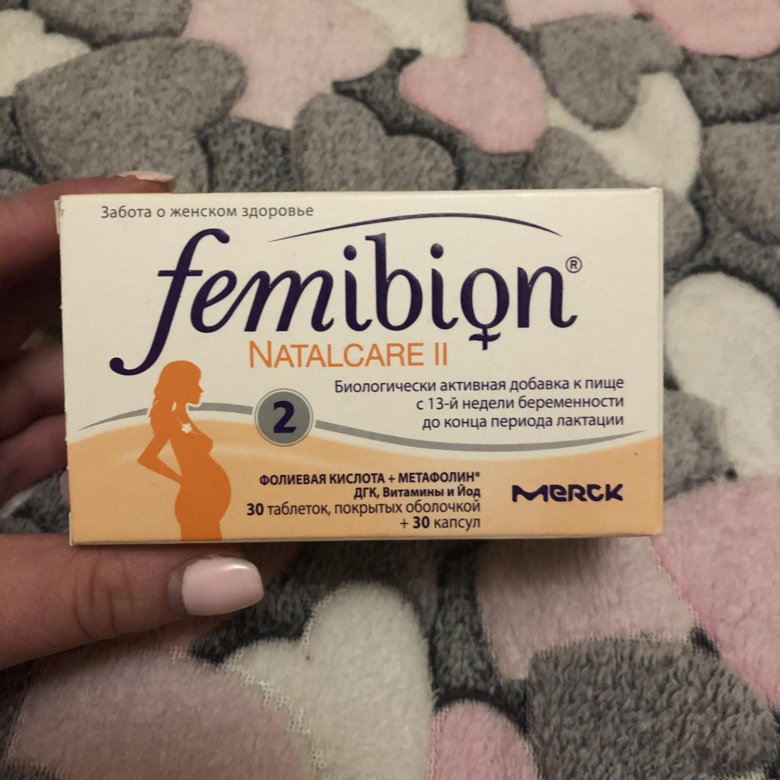 Забота о женском здоровье
femibion®
NATALCARE II
Биологически активная добавка к пище
с 13-й недели беременности
до конца периода лактации
2
ФОЛИЕВАЯ КИСЛОТА + МЕТАФОЛИН®
ДГК, Витамины и Йод
30 таблеток, покрытых оболочкой
+ 30 капсул
MERCK